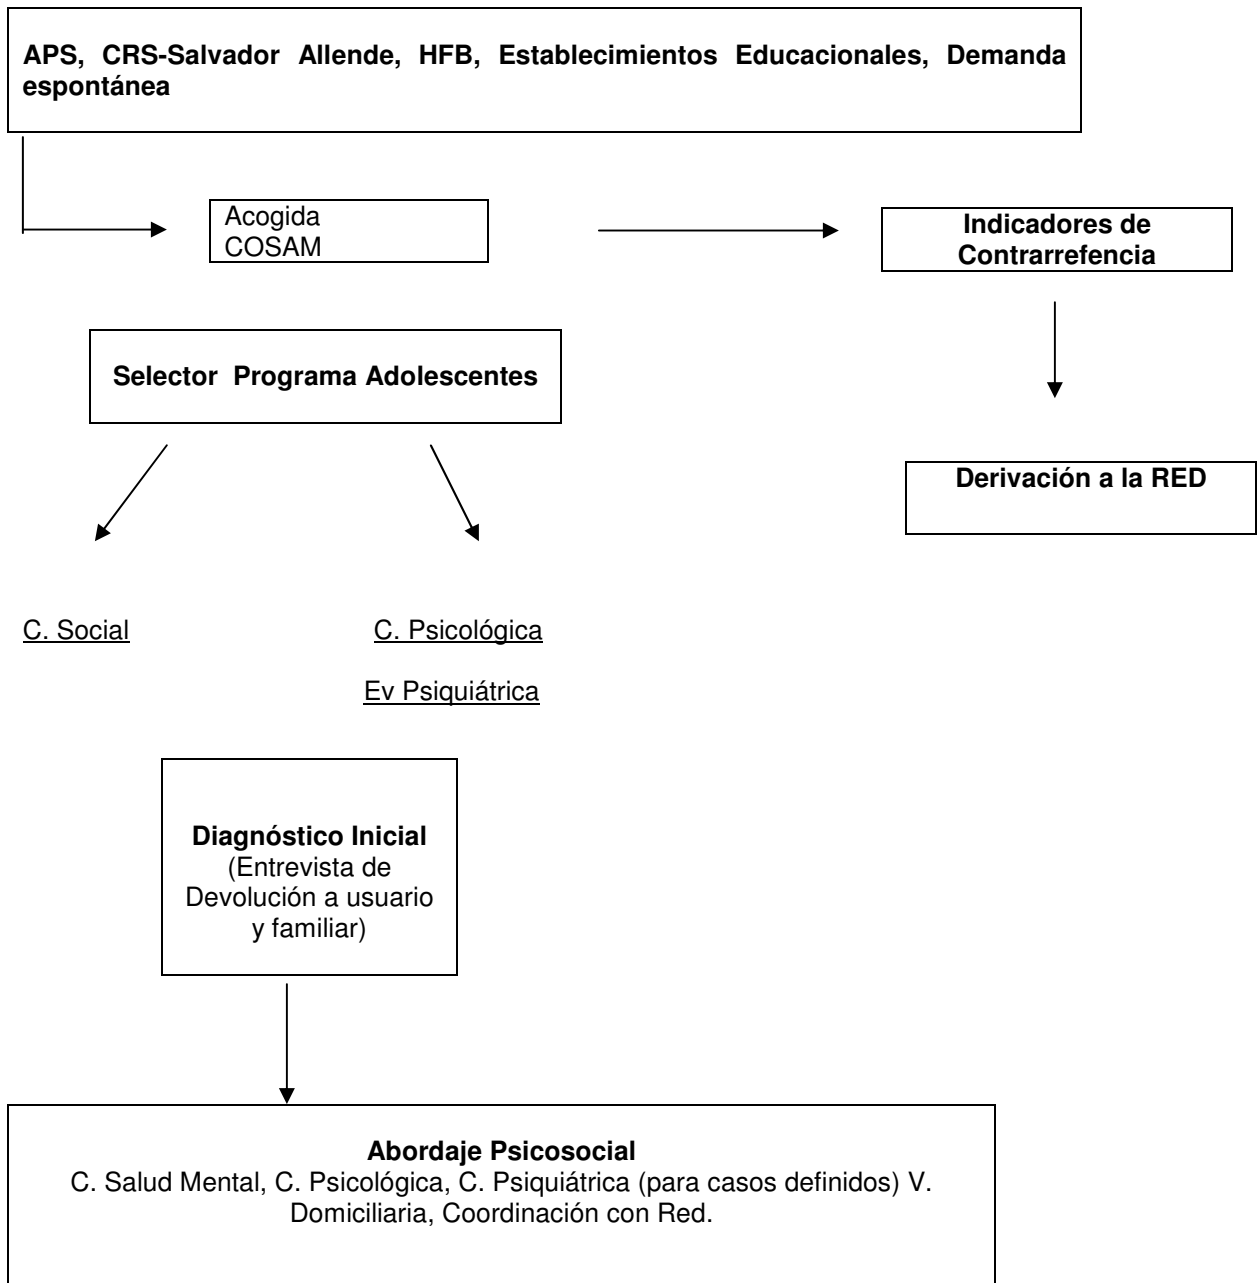 APS, CRS-Salvador Allende, HFB, Establecimientos Educacionales, Demanda
espontánea
Acogida
COSAM
Indicadores de
Contrarrefencia
Selector Programa Adolescentes
Derivación a la RED
C. Social
C. Psicológica
Ev Psiquiátrica
Diagnóstico Inicial
(Entrevista de
Devolución a usuario
y familiar)
Abordaje Psicosocial
C. Salud Mental, C. Psicológica, C. Psiquiátrica (para casos definidos) V.
Domiciliaria, Coordinación con Red.